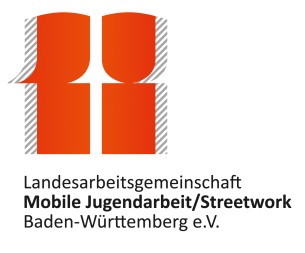 Landesarbeitsgemeinschaft
Mobile Jugendarbeit/Streetwork
Baden-Württemberg e.V.